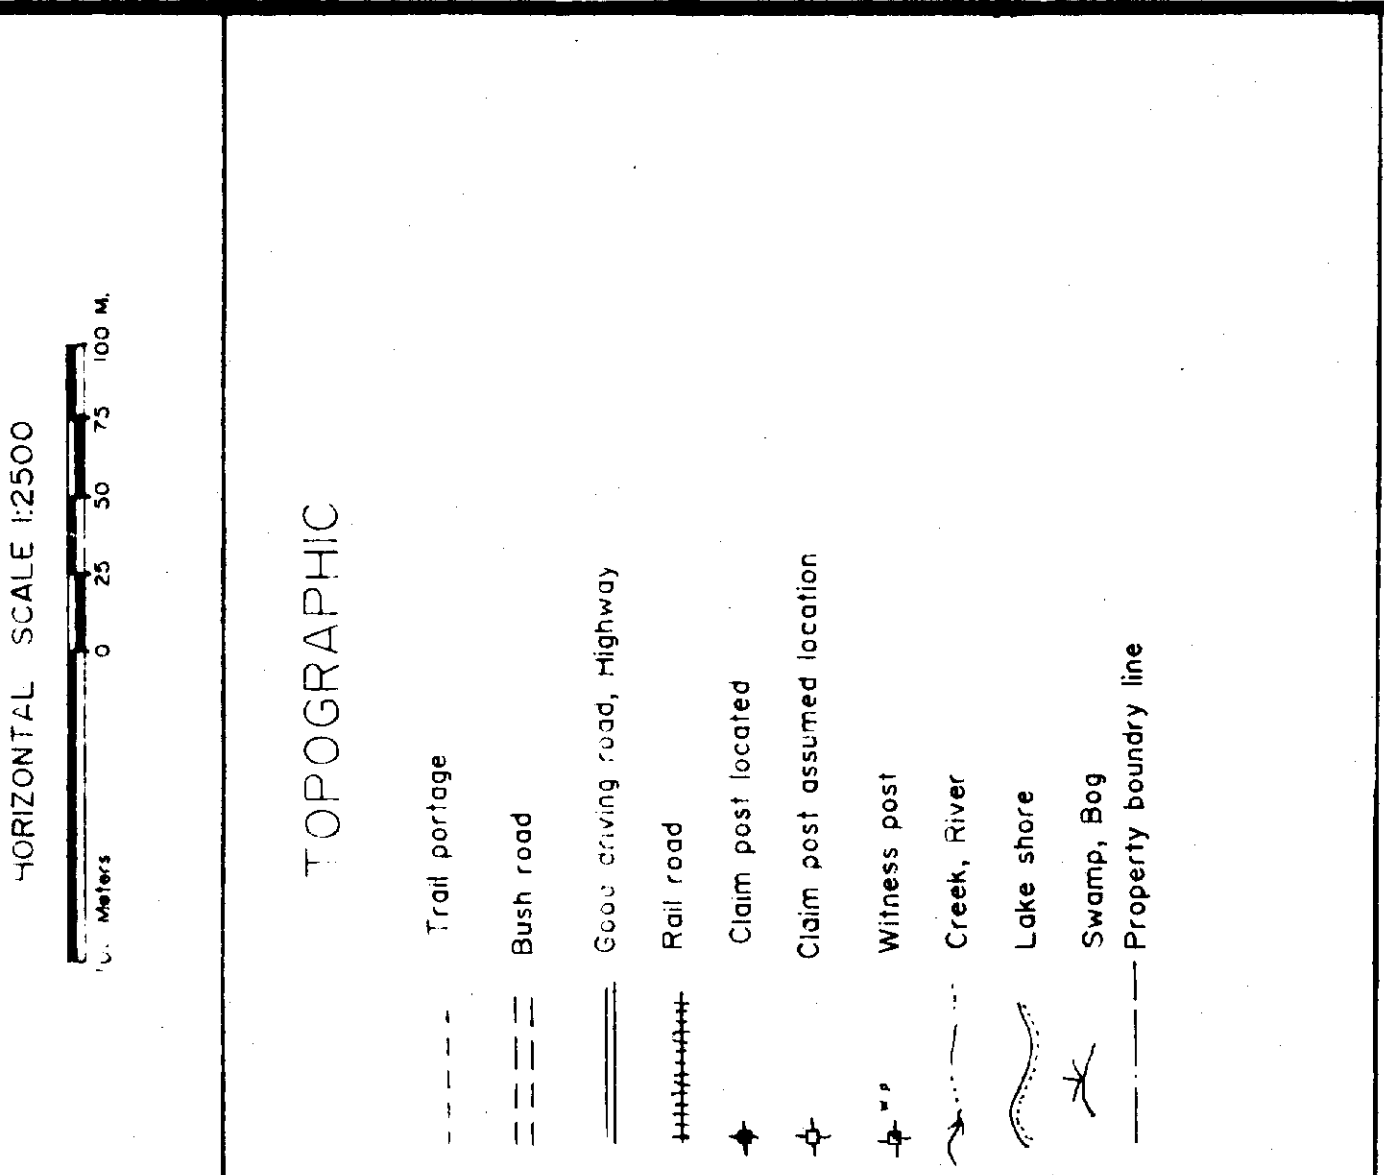 HORIZONTAL SCALE 1:2500
Meters 0 25 50 75 100 M.
TOPOGRAPHIC
Trail portage
Bush road
Good driving road, Highway
Rail road
Claim post located
Claim post assumed location
W P Witness post
Creek, River
Lake shore
Swamp, Bog
Property boundry line